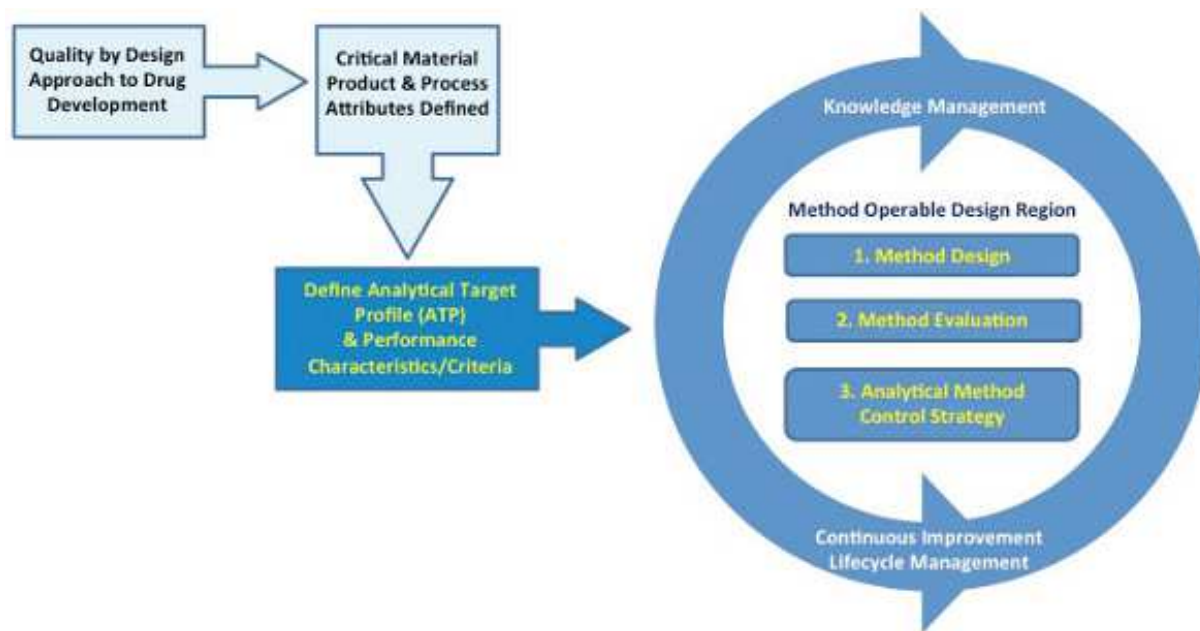 Quality by Design
Approach to Drug
Development
Critical Material
Product & Process
Attributes Defined
Define Analytical Target
Profile (ATP)
& Performance
Characteristics/Criteria
Knowledge Management
Method Operable Design Region
1. Method Design
2. Method Evaluation
3. Analytical Method
Control Strategy
Continuous Improvement
Lifecycle Management